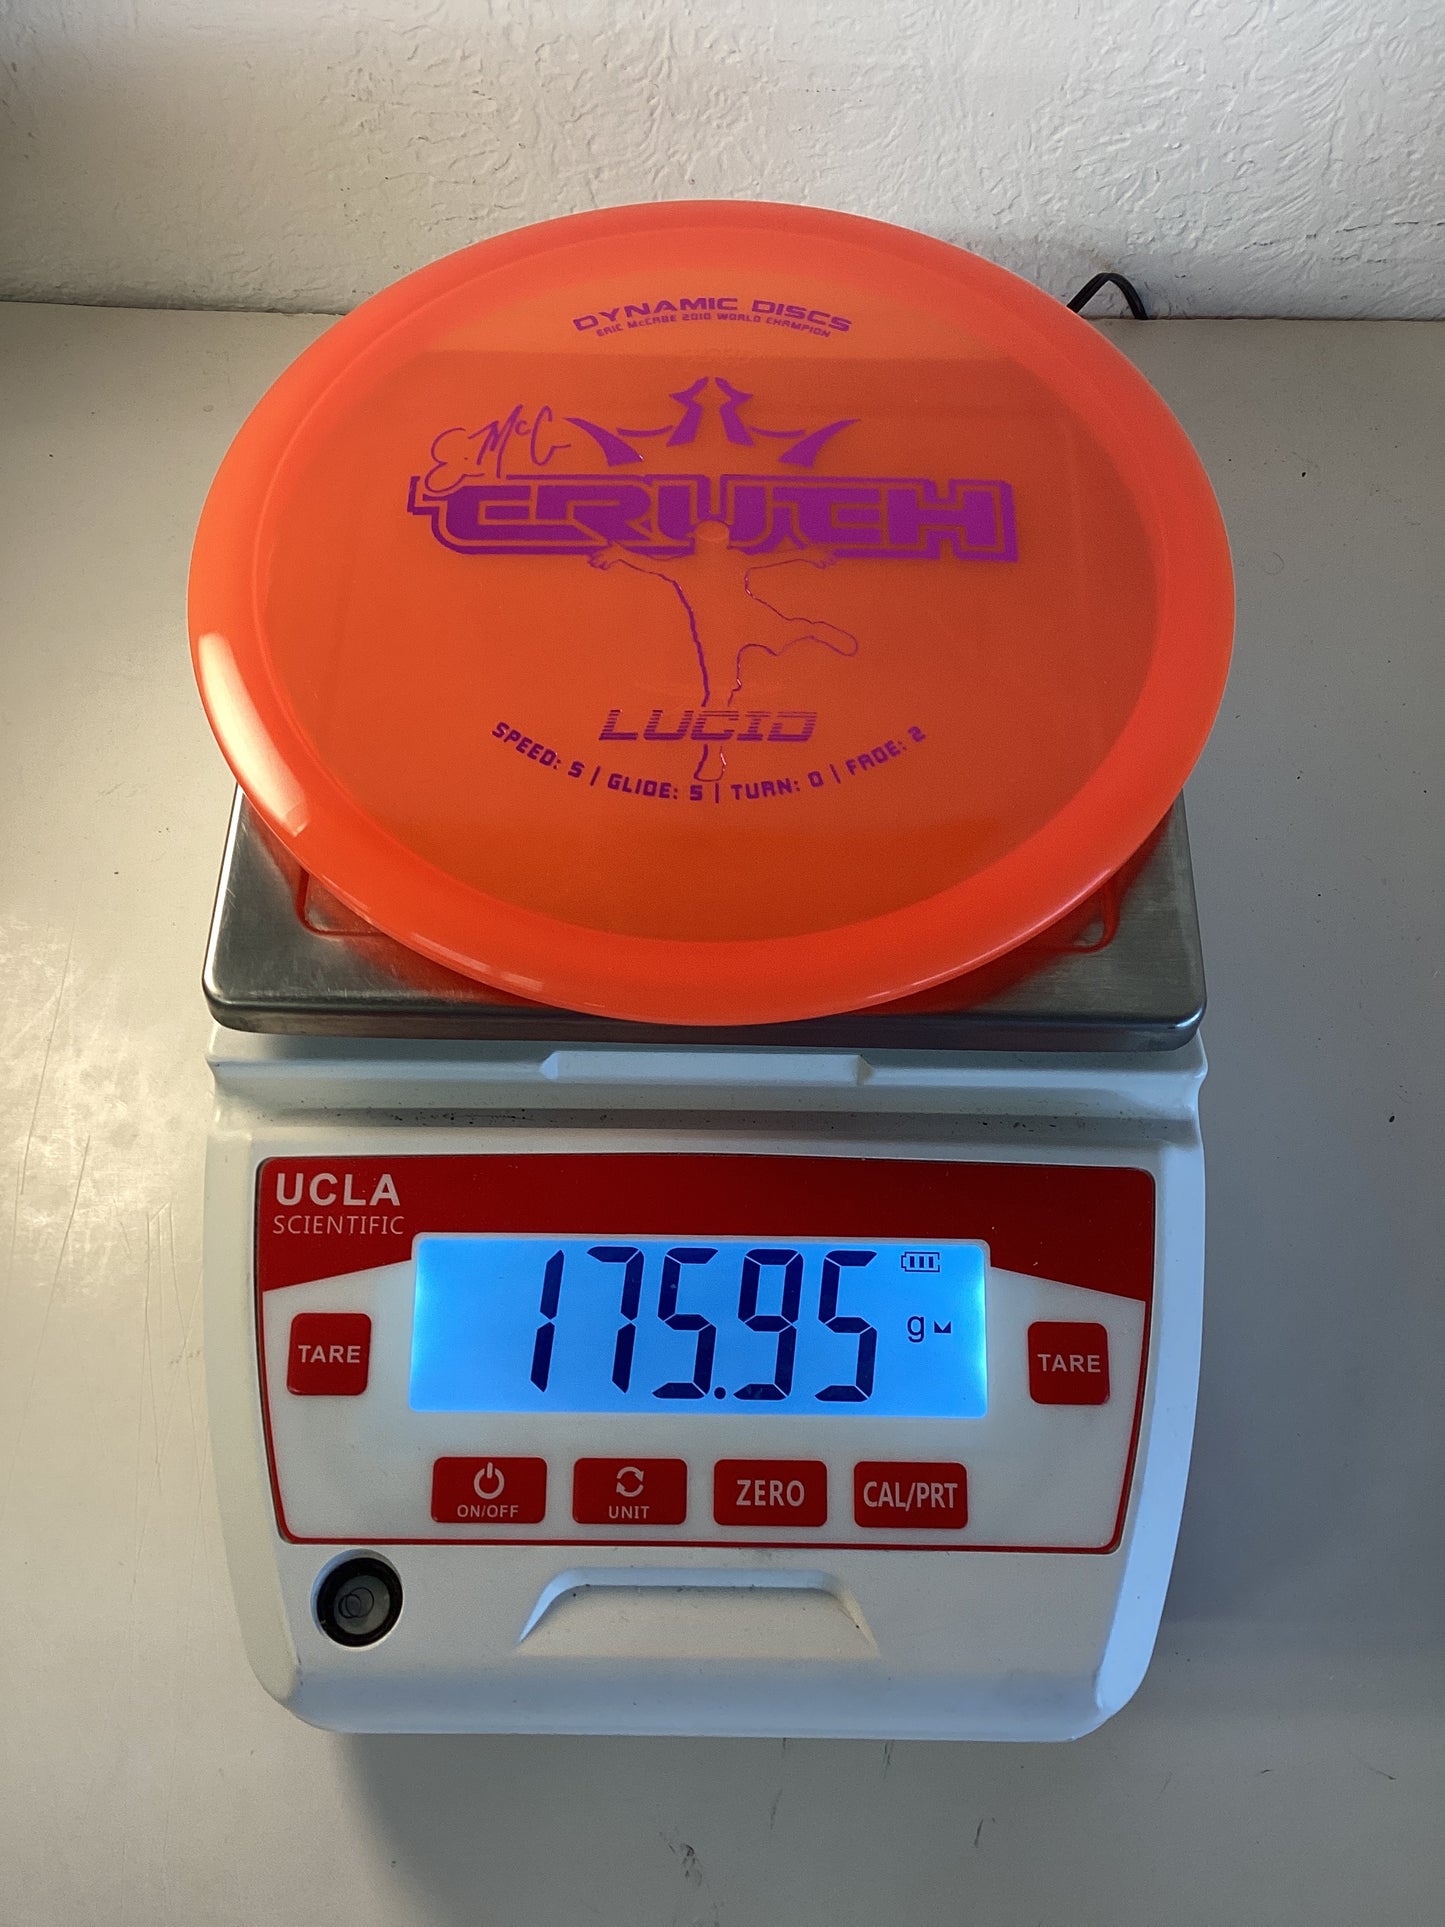 DYNAMIC DISCS
ERIC McCABE 2010 WORLD CHAMPION
E. McC
CRUTCH
LUCID
SPEED: 5 | GLIDE: 5 | TURN: 0 | FADE: 2
UCLA
SCIENTIFIC
175.95 g
TARE
TARE
ON/OFF
UNIT
ZERO
CAL/PRT